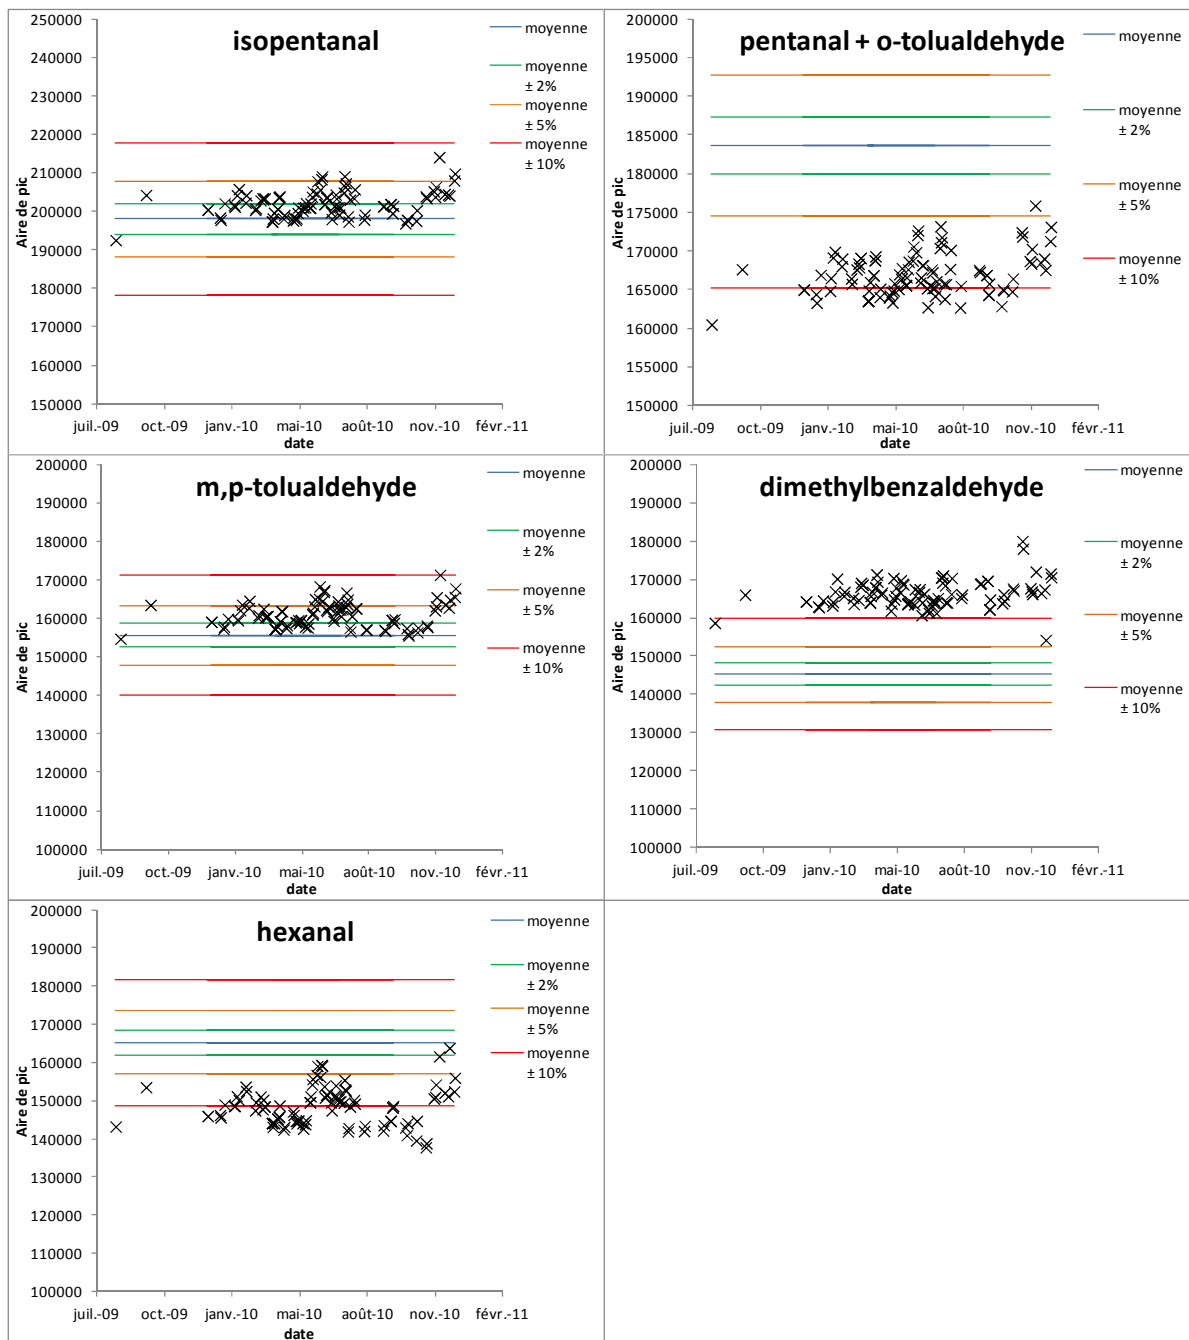 isopentanal
250000
240000
230000
220000
210000
200000
190000
180000
170000
160000
150000
Aire de pic
juil.-09 oct.-09 janv.-10 mai-10 août-10 nov.-10 févr.-11
date
moyenne
moyenne
± 2%
moyenne
± 5%
moyenne
± 10%
pentanal + o-tolualdehyde
200000
195000
190000
185000
180000
175000
170000
165000
160000
155000
150000
Aire de pic
juil.-09 oct.-09 janv.-10 mai-10 août-10 nov.-10 févr.-11
date
moyenne
moyenne
± 2%
moyenne
± 5%
moyenne
± 10%
m,p-tolualdehyde
200000
190000
180000
170000
160000
150000
140000
130000
120000
110000
100000
Aire de pic
juil.-09 oct.-09 janv.-10 mai-10 août-10 nov.-10 févr.-11
date
moyenne
moyenne
± 2%
moyenne
± 5%
moyenne
± 10%
dimethylbenzaldehyde
200000
190000
180000
170000
160000
150000
140000
130000
120000
110000
100000
Aire de pic
juil.-09 oct.-09 janv.-10 mai-10 août-10 nov.-10 févr.-11
date
moyenne
moyenne
± 2%
moyenne
± 5%
moyenne
± 10%
hexanal
200000
190000
180000
170000
160000
150000
140000
130000
120000
110000
100000
Aire de pic
juil.-09 oct.-09 janv.-10 mai-10 août-10 nov.-10 févr.-11
date
moyenne
moyenne
± 2%
moyenne
± 5%
moyenne
± 10%